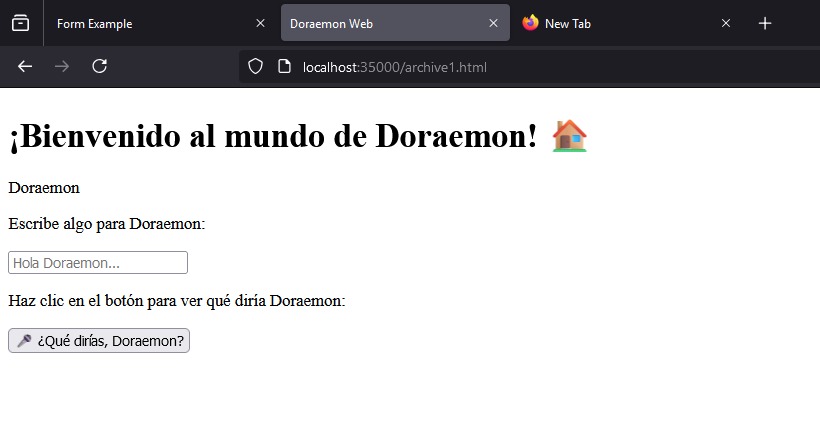 Form Example
Doraemon Web
New Tab
localhost:35000/archive1.html
¡Bienvenido al mundo de Doraemon! 🏠
Doraemon
Escribe algo para Doraemon:
Hola Doraemon...
Haz clic en el botón para ver qué diría Doraemon:
🎤 ¿Qué dirías, Doraemon?